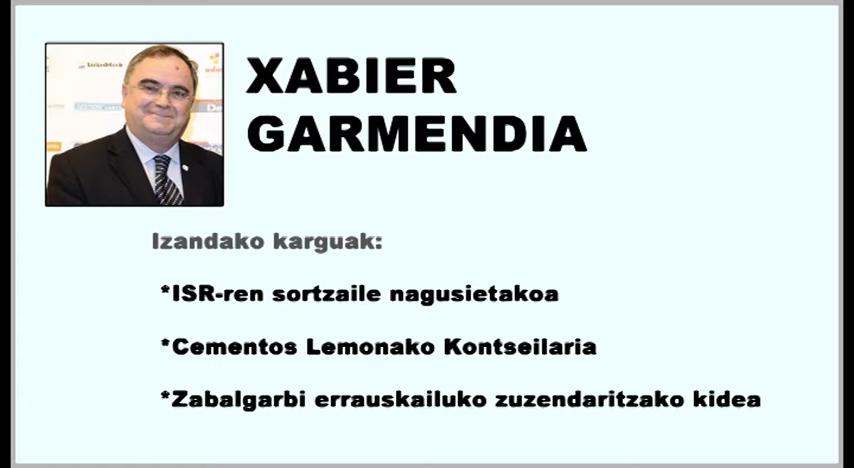 XABIER
GARMENDIA
Izandako karguak:
*ISR-ren sortzaile nagusietakoa
*Cementos Lemonako Kontseilaria
*Zabalgarbi errauskailuko zuzendaritzako kidea